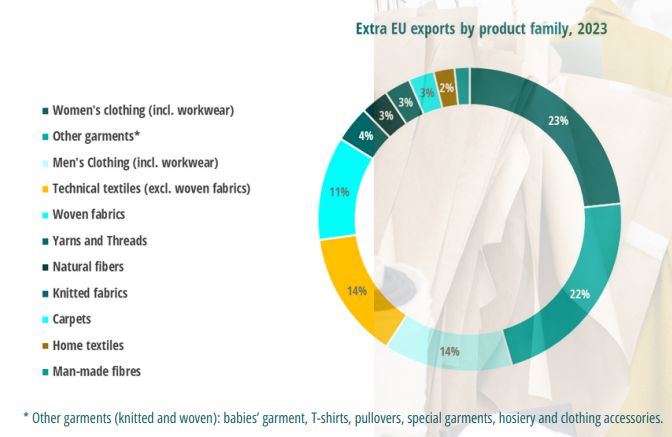 Extra EU exports by product family, 2023
Women's clothing (incl. workwear)
Other garments*
Men's Clothing (incl. workwear)
Technical textiles (excl. woven fabrics)
Woven fabrics
Yarns and Threads
Natural fibers
Knitted fabrics
Carpets
Home textiles
Man-made fibres
23%
22%
14%
14%
11%
4%
3%
3%
3%
2%
* Other garments (knitted and woven): babies’ garment, T-shirts, pullovers, special garments, hosiery and clothing accessories.